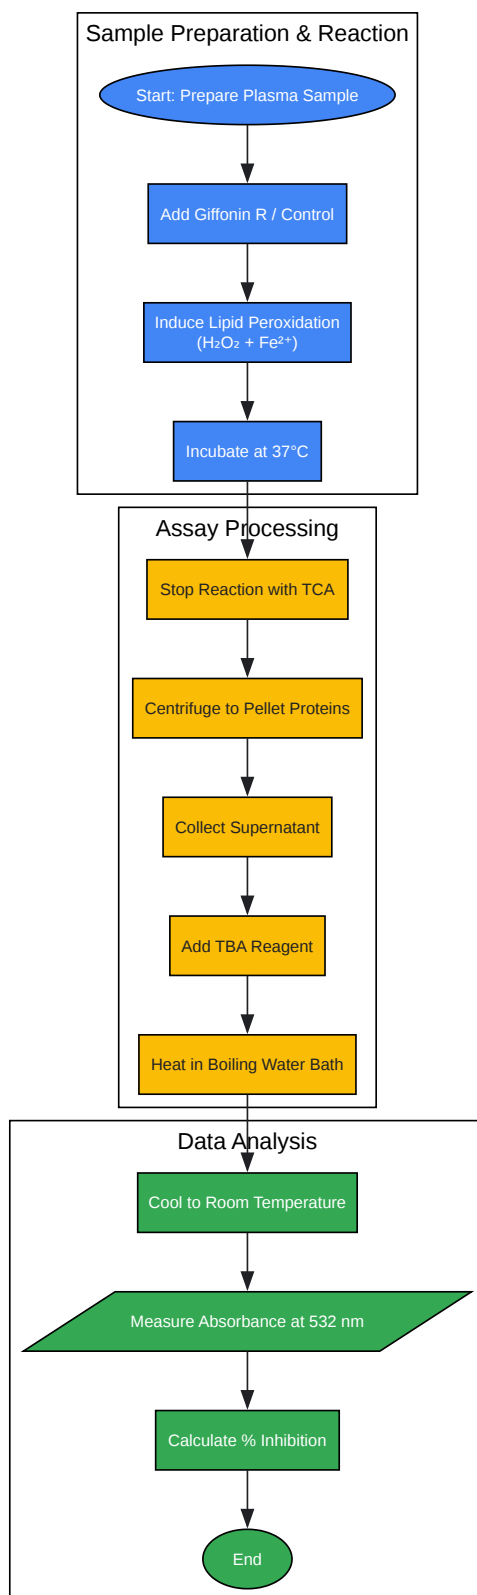 Sample Preparation & Reaction
Start: Prepare Plasma Sample
Add Giffonin R / Control
Induce Lipid Peroxidation
(H₂O₂ + Fe²⁺)
Incubate at 37°C
Assay Processing
Stop Reaction with TCA
Centrifuge to Pellet Proteins
Collect Supernatant
Add TBA Reagent
Heat in Boiling Water Bath
Data Analysis
Cool to Room Temperature
Measure Absorbance at 532 nm
Calculate % Inhibition
End